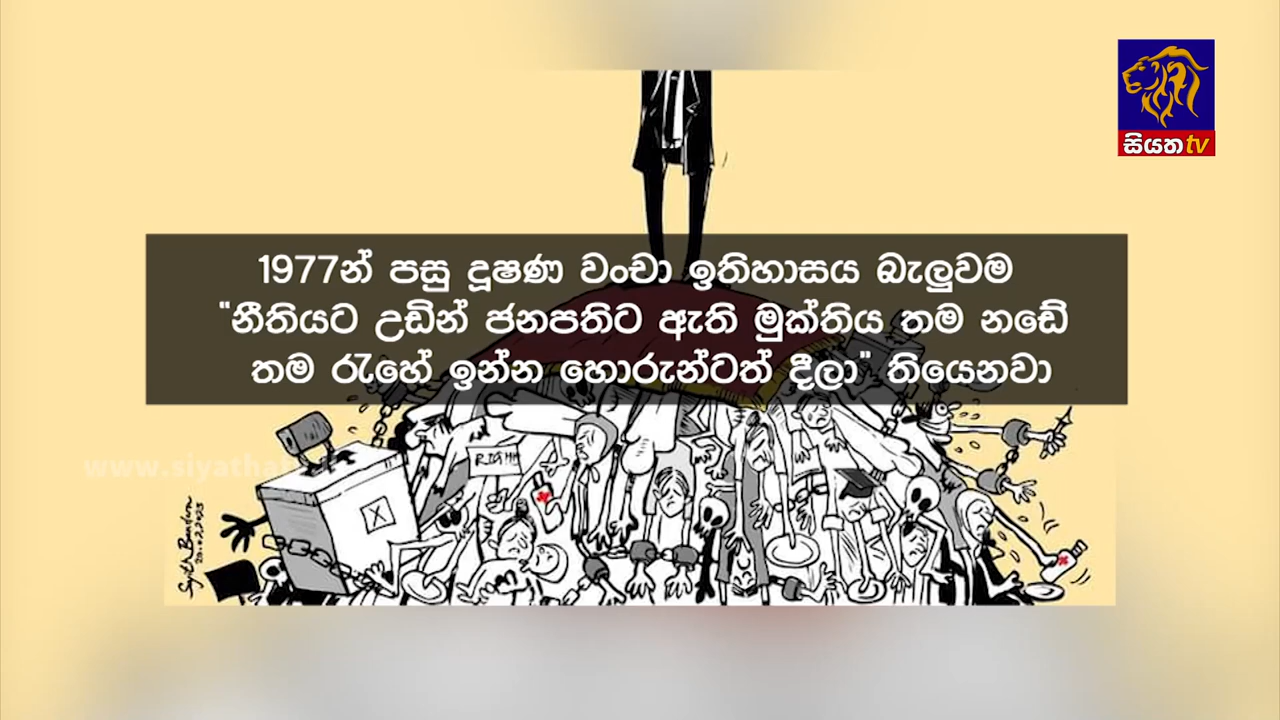 සියත tv
1977න් පසු දූෂණ වංචා ඉතිහාසය බැලුවම
"නීතියට උඩින් ජනපතිට ඇති මුක්තිය තම නඩේ
තම රැහේ ඉන්න හොරුන්ටත් දීලා" තියෙනවා